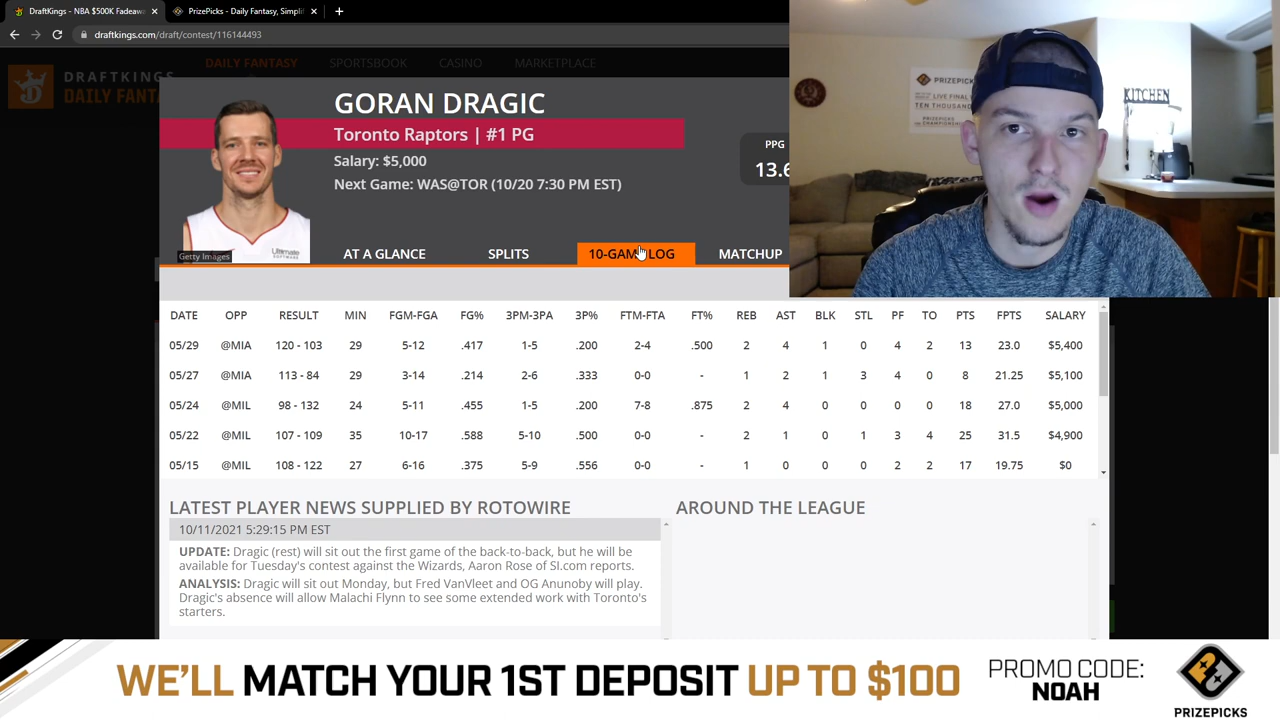 DraftKings - NBA $500K Fadeaw
PrizePicks - Daily Fantasy, Simpli
draftkings.com/draft/contest/116144493
DRAFTKINGS
DAILY FANTA
DAILY FANTASY SPORTSBOOK CASINO MARKETPLACE
GORAN DRAGIC
Toronto Raptors | #1 PG
Salary: $5,000
Next Game: WAS@TOR (10/20 7:30 PM EST)
PPG
13.6
Getty Images
Ultimate
SOFTWARE
AT A GLANCE SPLITS 10-GAME LOG MATCHUP
PRIZEPICKS
LIVE FINAL
TEN THOUSAND
PRIZEPICKS
CHAMPIONSHIP
KITCHEN
DATE OPP RESULT MIN FGM-FGA FG% 3PM-3PA 3P% FTM-FTA FT% REB AST BLK STL PF TO PTS FPTS SALARY
05/29 @MIA 120 - 103 29 5-12 .417 1-5 .200 2-4 .500 2 4 1 0 4 2 13 23.0 $5,400
05/27 @MIA 113 - 84 29 3-14 .214 2-6 .333 0-0 - 1 2 1 3 4 0 8 21.25 $5,100
05/24 @MIL 98 - 132 24 5-11 .455 1-5 .200 7-8 .875 2 4 0 0 0 0 18 27.0 $5,000
05/22 @MIL 107 - 109 35 10-17 .588 5-10 .500 0-0 - 2 1 0 1 3 4 25 31.5 $4,900
05/15 @MIL 108 - 122 27 6-16 .375 5-9 .556 0-0 - 1 0 0 0 2 2 17 19.75 $0
LATEST PLAYER NEWS SUPPLIED BY ROTOWIRE
AROUND THE LEAGUE
10/11/2021 5:29:15 PM EST
UPDATE: Dragic (rest) will sit out the first game of the back-to-back, but he will be
available for Tuesday's contest against the Wizards, Aaron Rose of SI.com reports.
ANALYSIS: Dragic will sit out Monday, but Fred VanVleet and OG Anunoby will play.
Dragic's absence will allow Malachi Flynn to see some extended work with Toronto's
starters.
WE'LL MATCH YOUR 1ST DEPOSIT UP TO $100
PROMO CODE:
NOAH
PRIZEPICKS